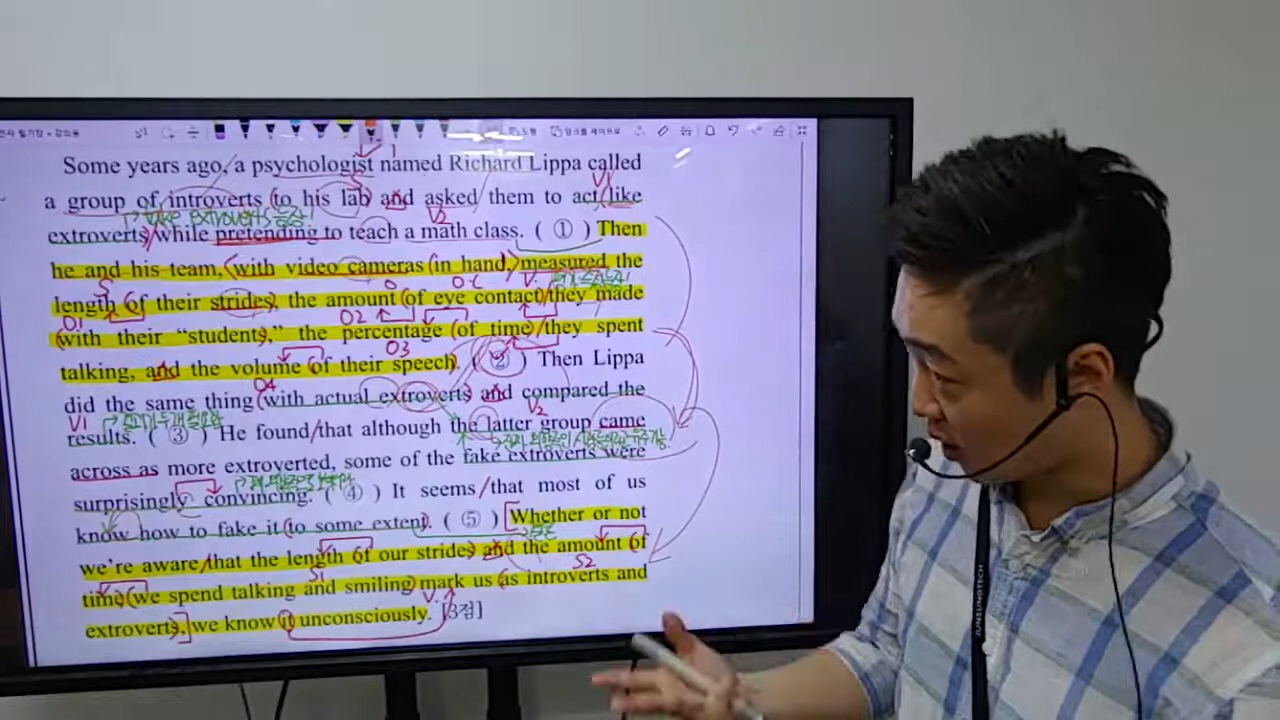 Some years ago, a psychologist named Richard Lippa called
a group of introverts to his lab and asked them to act like
extroverts while pretending to teach a math class. ( ① ) Then
he and his team, with video cameras in hand, measured the
length of their strides, the amount of eye contact they made
with their "students," the percentage of time they spent
talking, and the volume of their speech. ( ② ) Then Lippa
did the same thing with actual extroverts and compared the
results. ( ③ ) He found that although the latter group came
across as more extroverted, some of the fake extroverts were
surprisingly convincing. ( ④ ) It seems that most of us
know how to fake it to some extent. ( ⑤ ) Whether or not
we're aware that the length of our strides and the amount of
time we spend talking and smiling mark us as introverts and
extroverts, we know it unconsciously. [3점]
JUNSUNGTECH